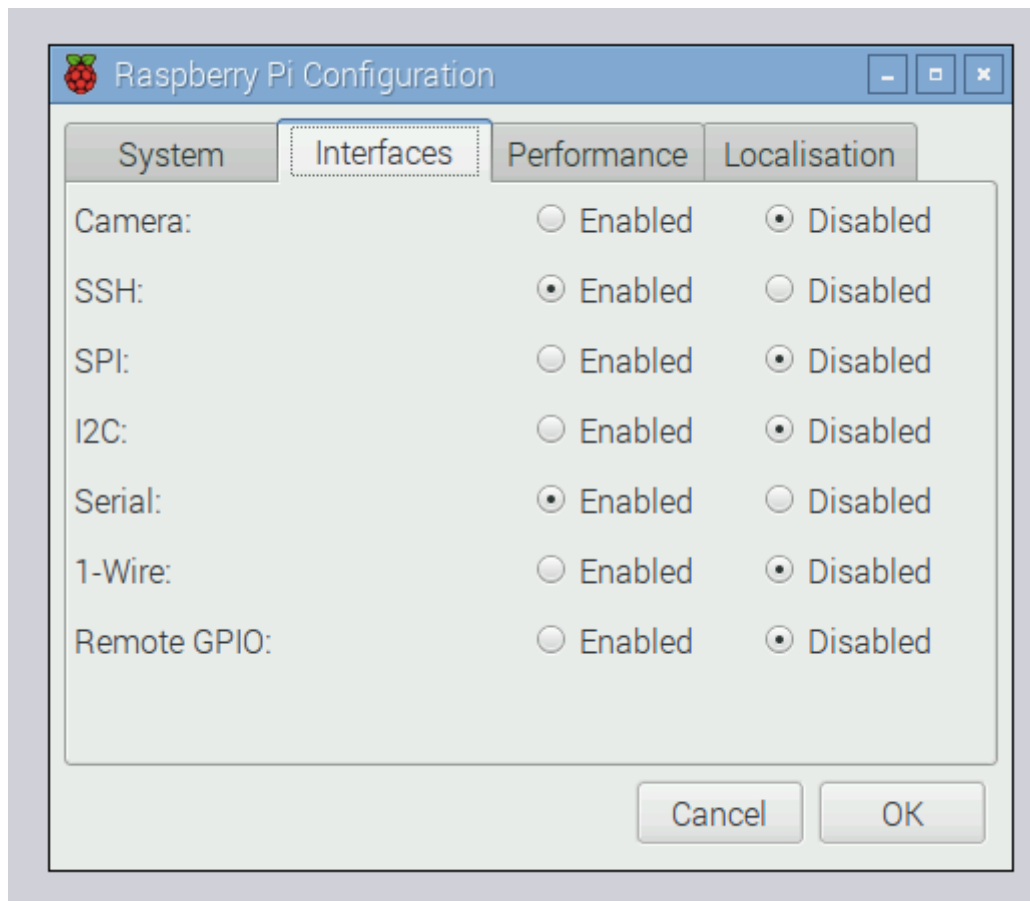 Raspberry Pi Configuration
System Interfaces Performance Localisation
Camera: Enabled Disabled
SSH: Enabled Disabled
SPI: Enabled Disabled
I2C: Enabled Disabled
Serial: Enabled Disabled
1-Wire: Enabled Disabled
Remote GPIO: Enabled Disabled
Cancel OK